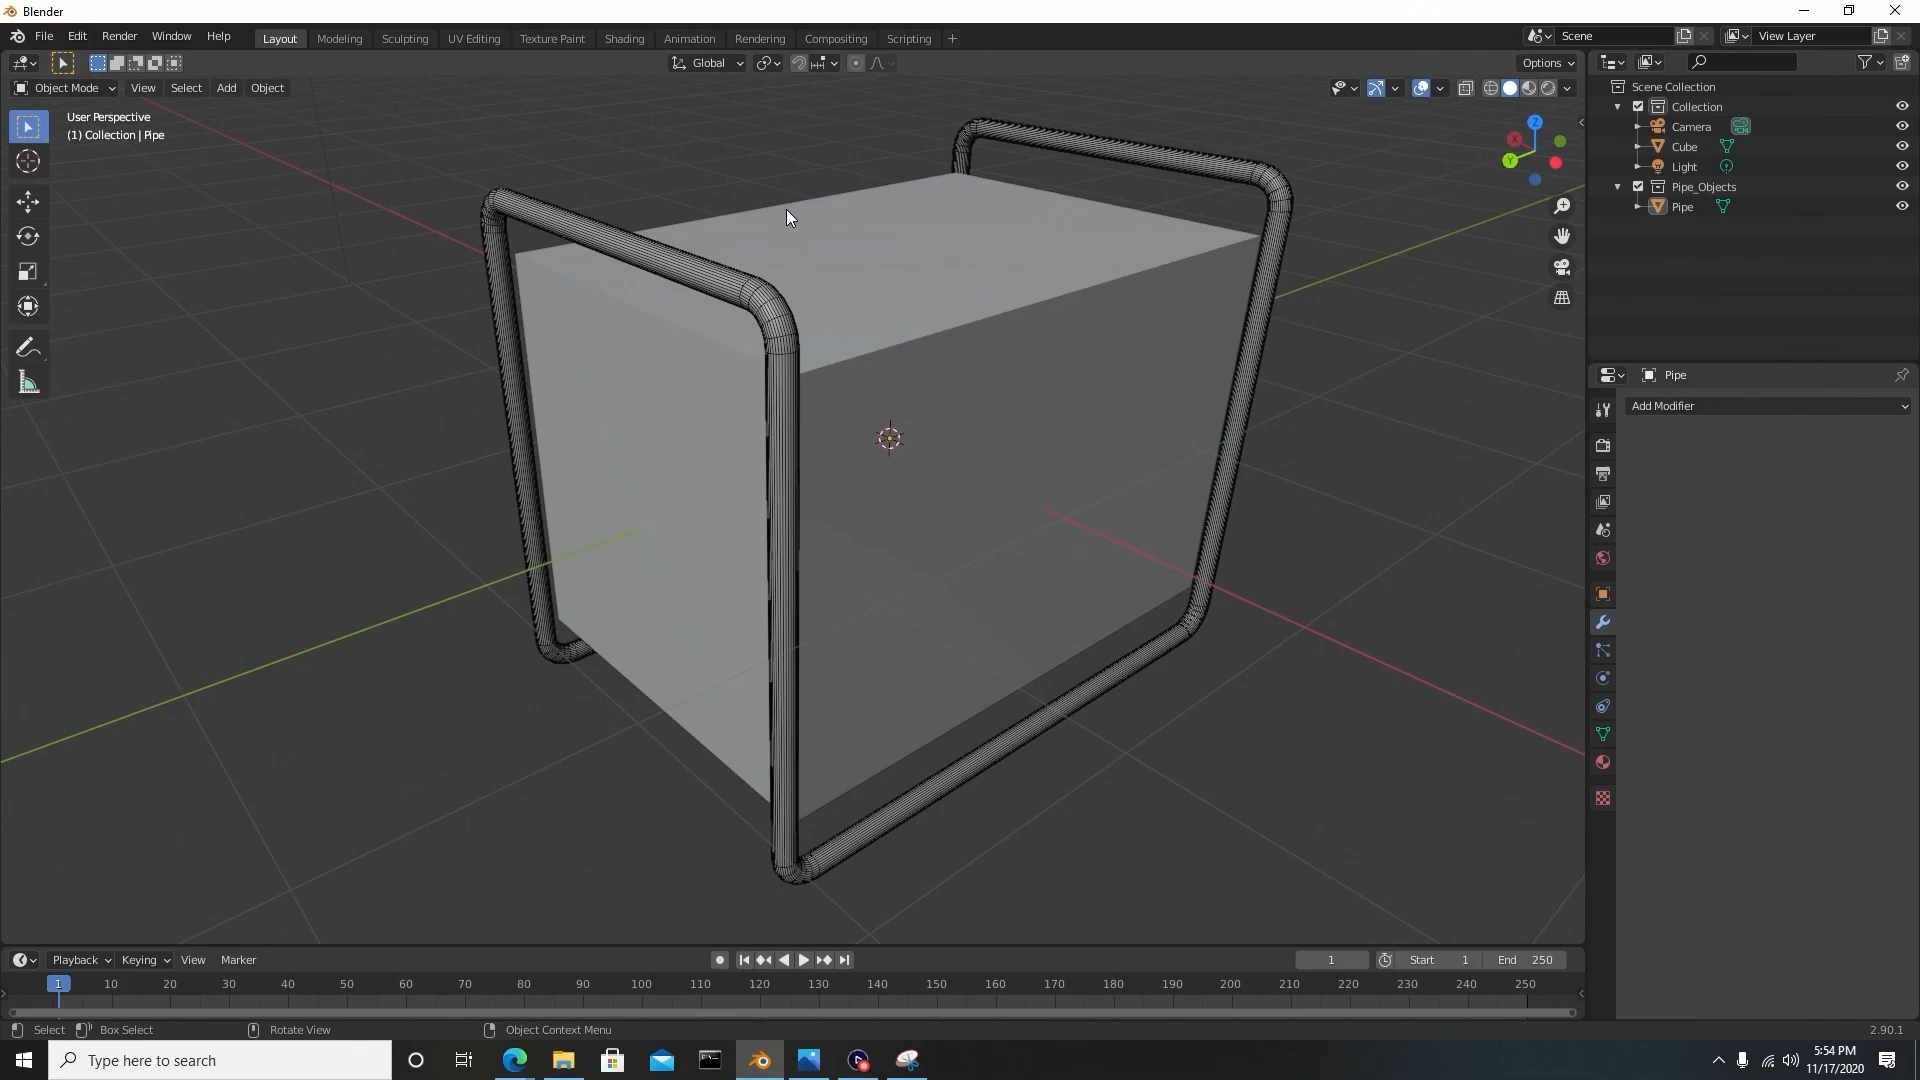 Blender
File Edit Render Window Help Layout Modeling Sculpting UV Editing Texture Paint Shading Animation Rendering Compositing Scripting + Scene View Layer
Global Options
Object Mode View Select Add Object
User Perspective
(1) Collection | Pipe
Z
X
Y
Scene Collection
Collection
Camera
Cube
Light
Pipe_Objects
Pipe
Pipe
Add Modifier
Playback Keying View Marker 1 Start 1 End 250
1 10 20 30 40 50 60 70 80 90 100 110 120 130 140 150 160 170 180 190 200 210 220 230 240 250
Select Box Select Rotate View Object Context Menu 2.90.1
Type here to search
5:54 PM
11/17/2020